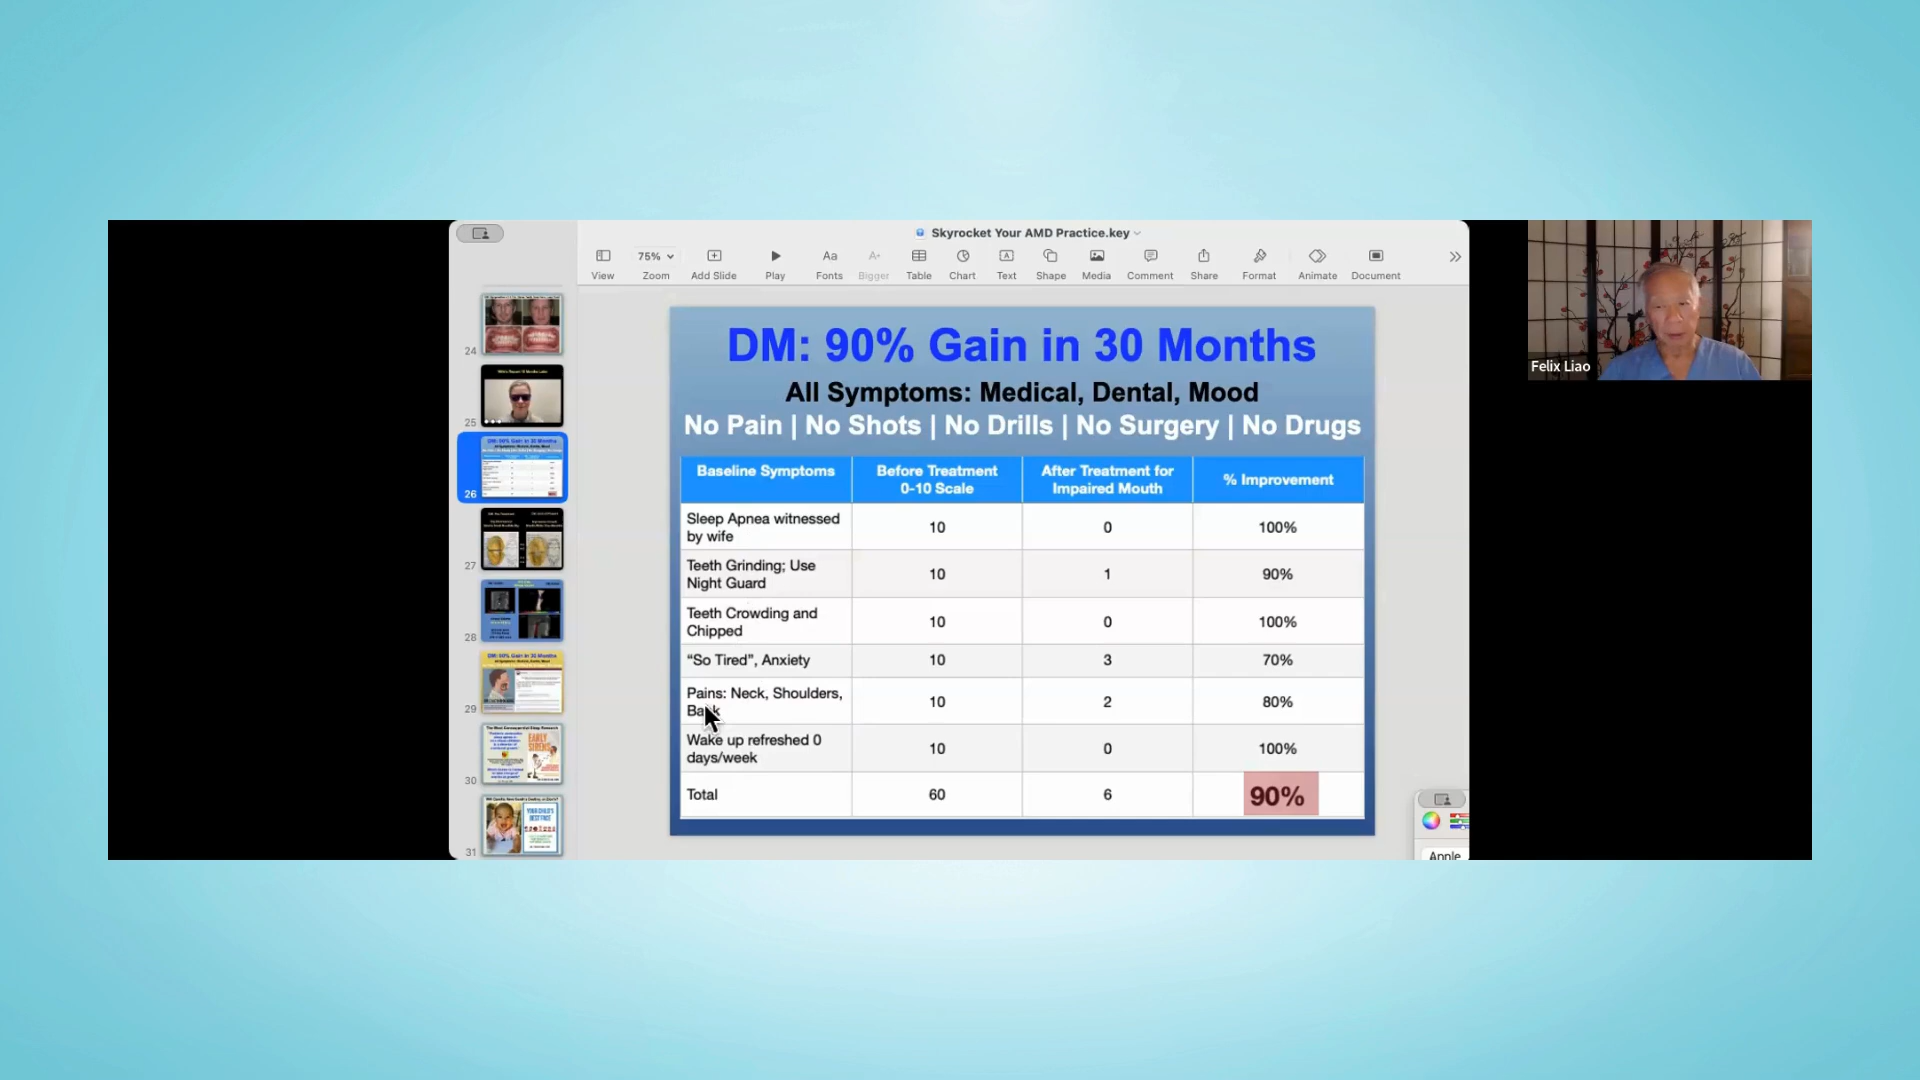 Skyrocket Your AMD Practice.key
75%
View
Zoom
Add Slide
Play
Fonts
Bigger
Table
Chart
Text
Shape
Media
Comment
Share
Format
Animate
Document
24
25
26
27
28
29
30
31
DM: 90% Gain in 30 Months
All Symptoms: Medical, Dental, Mood
No Pain | No Shots | No Drills | No Surgery | No Drugs
Baseline Symptoms
Before Treatment
0-10 Scale
After Treatment for
Impaired Mouth
% Improvement
Sleep Apnea witnessed
by wife
10
0
100%
Teeth Grinding; Use
Night Guard
10
1
90%
Teeth Crowding and
Chipped
10
0
100%
“So Tired”, Anxiety
10
3
70%
Pains: Neck, Shoulders,
Back
10
2
80%
Wake up refreshed 0
days/week
10
0
100%
Total
60
6
90%
Apple
Felix Liao